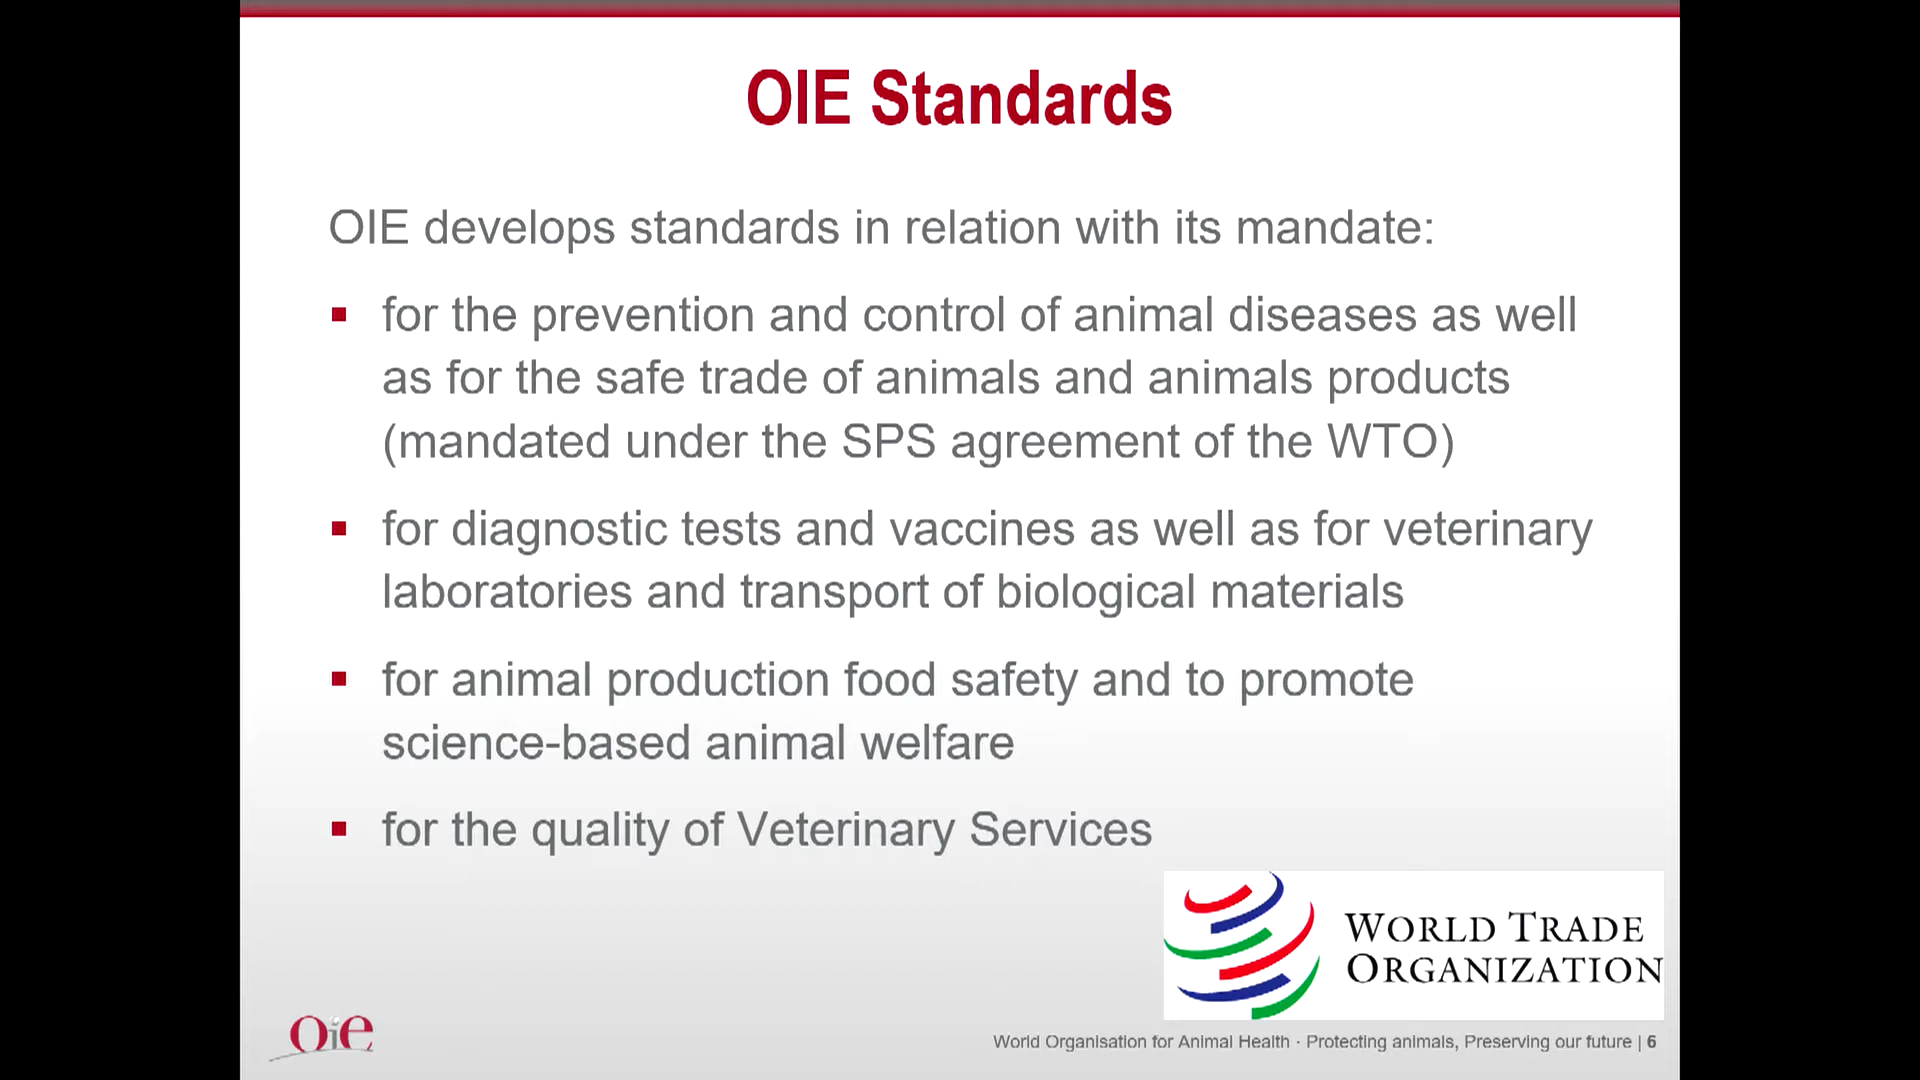 OIE Standards
OIE develops standards in relation with its mandate:
for the prevention and control of animal diseases as well
as for the safe trade of animals and animals products
(mandated under the SPS agreement of the WTO)
for diagnostic tests and vaccines as well as for veterinary
laboratories and transport of biological materials
for animal production food safety and to promote
science-based animal welfare
for the quality of Veterinary Services
WORLD TRADE
ORGANIZATION
OiE
World Organisation for Animal Health · Protecting animals, Preserving our future | 6